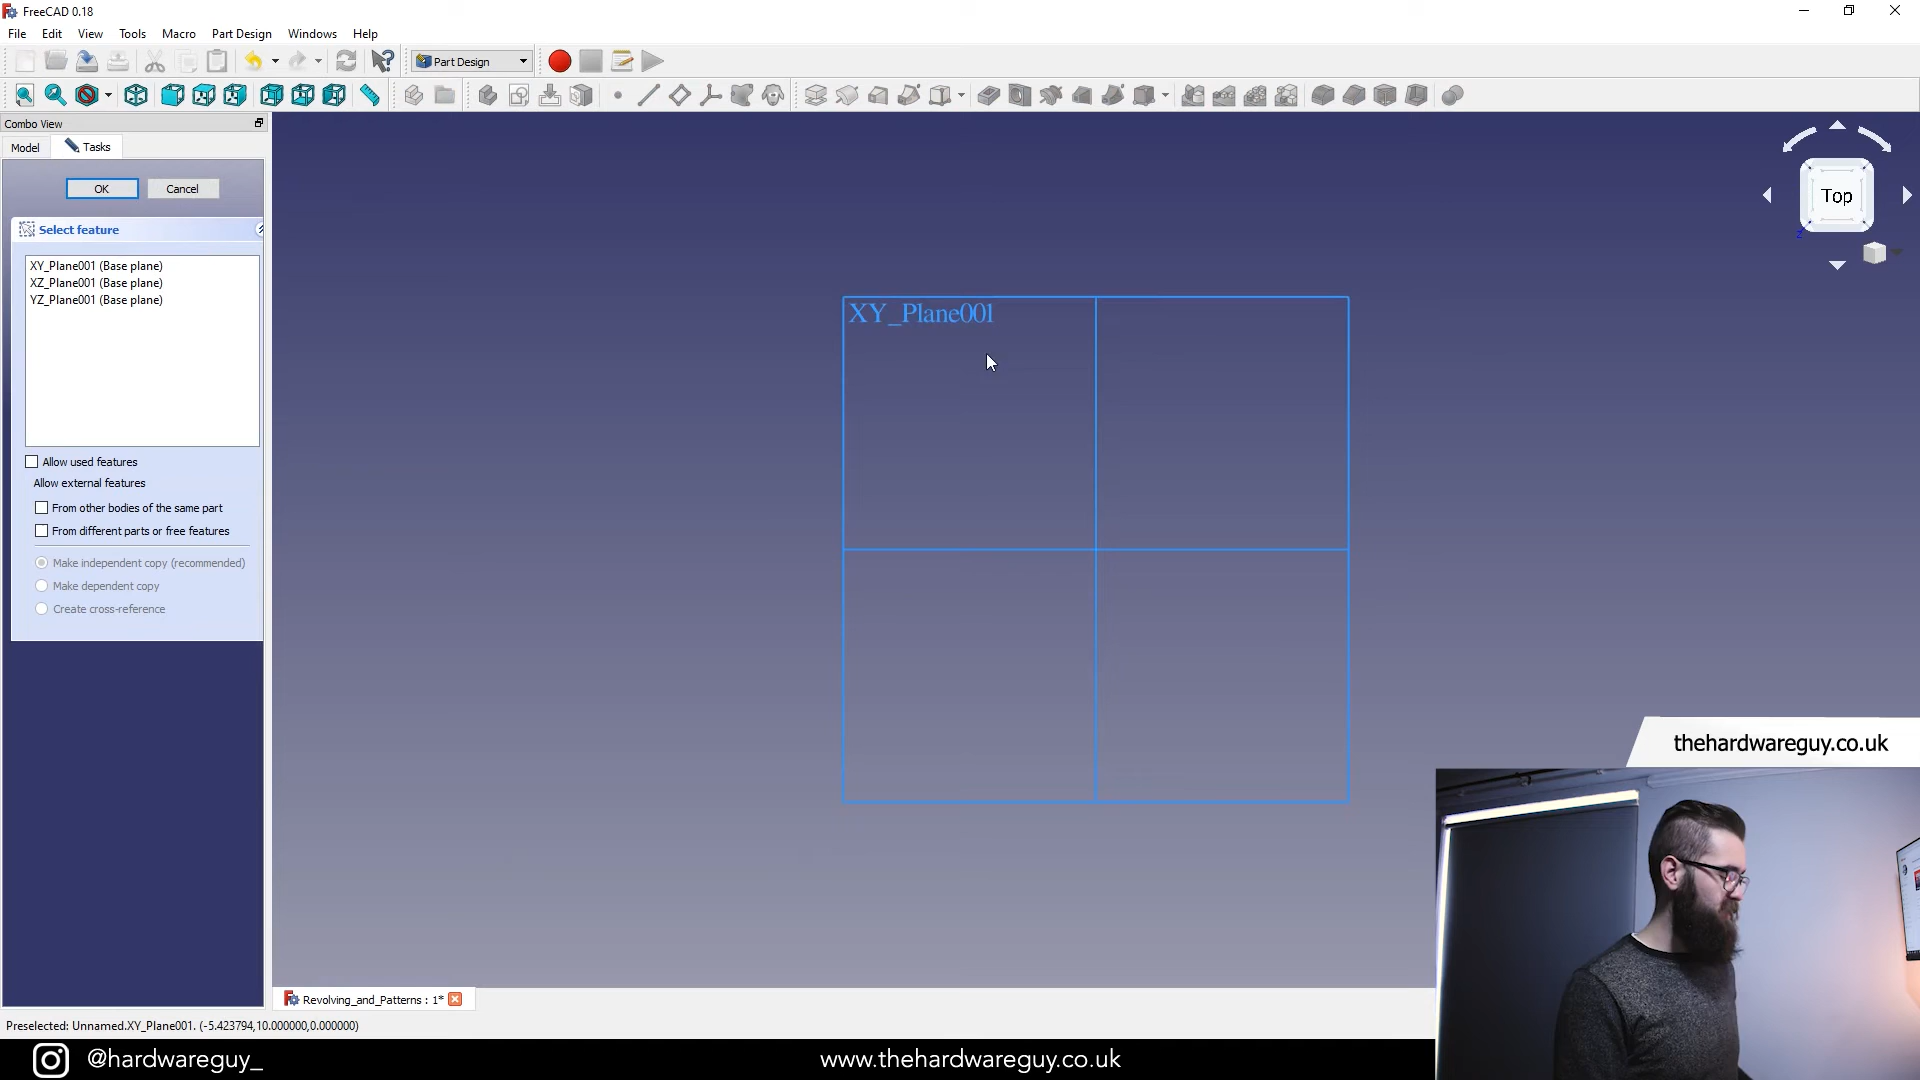 FreeCAD 0.18
File Edit View Tools Macro Part Design Windows Help
Part Design
Combo View
Model Tasks
OK Cancel
Select feature
XY_Plane001 (Base plane)
XZ_Plane001 (Base plane)
YZ_Plane001 (Base plane)
Allow used features
Allow external features
From other bodies of the same part
From different parts or free features
Make independent copy (recommended)
Make dependent copy
Create cross-reference
XY_Plane001
Top
Z
thehardwareguy.co.uk
Revolving_and_Patterns : 1*
Preselected: Unnamed.XY_Plane001. (-5.423794,10.000000,0.000000)
@hardwareguy_
www.thehardwareguy.co.uk